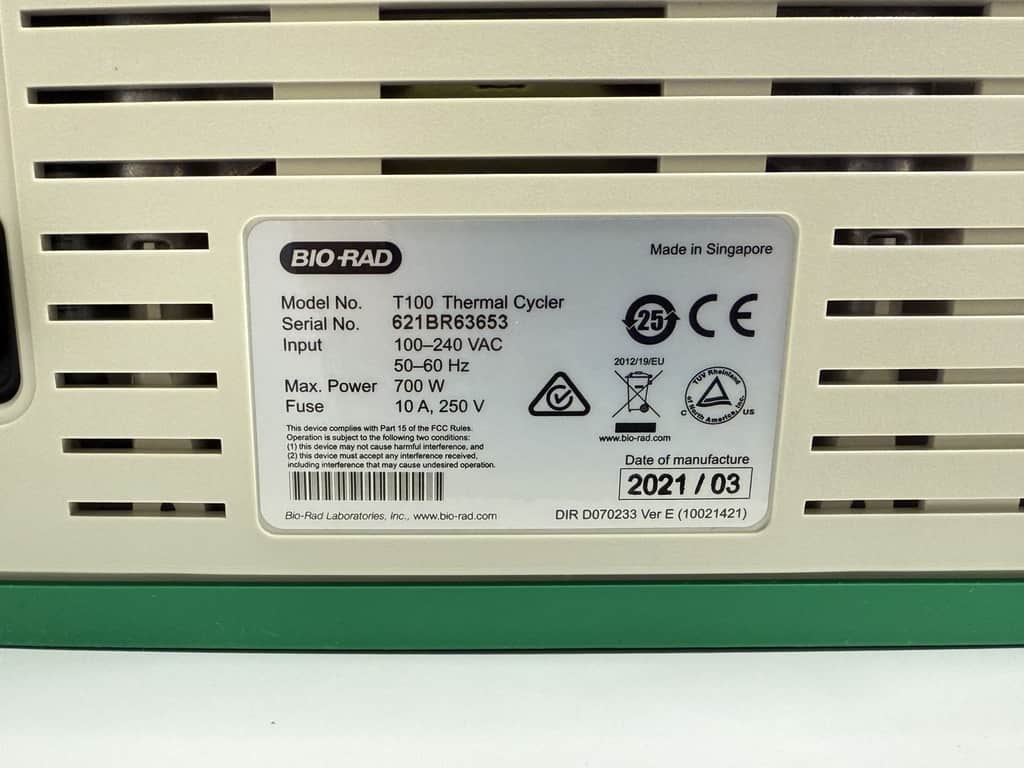 BIO-RAD
Made in Singapore
Model No. T100 Thermal Cycler
Serial No. 621BR63653
Input 100–240 VAC
50–60 Hz
Max. Power 700 W
Fuse 10 A, 250 V
25
CE
2012/19/EU
TÜV Rheinland
of North America, Inc.
C US
www.bio-rad.com
This device complies with Part 15 of the FCC Rules.
Operation is subject to the following two conditions:
(1) this device may not cause harmful interference, and
(2) this device must accept any interference received,
including interference that may cause undesired operation.
Date of manufacture
2021 / 03
Bio-Rad Laboratories, Inc., www.bio-rad.com
DIR D070233 Ver E (10021421)